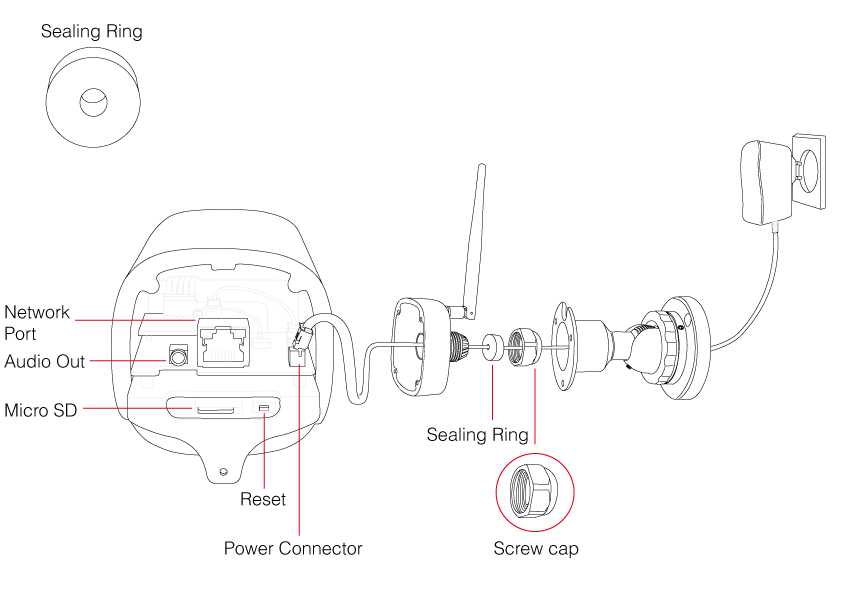 Sealing Ring
Network
Port
Audio Out
Micro SD
Sealing Ring
Reset
Power Connector
Screw cap